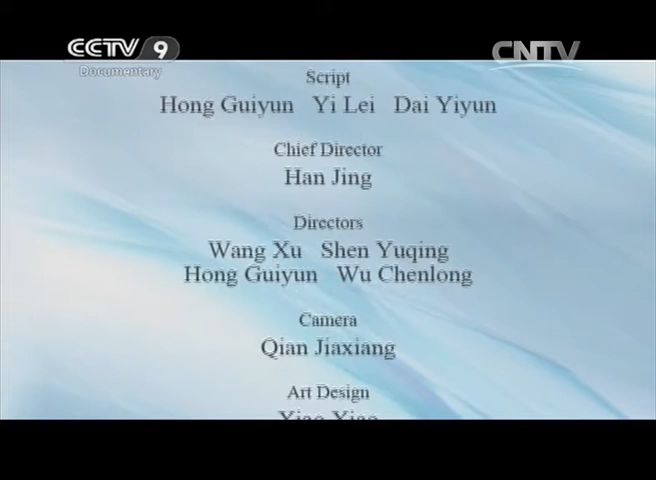 CCTV 9
Documentary
CNTV
Script
Hong Guiyun Yi Lei Dai Yiyun
Chief Director
Han Jing
Directors
Wang Xu Shen Yuqing
Hong Guiyun Wu Chenlong
Camera
Qian Jiaxiang
Art Design